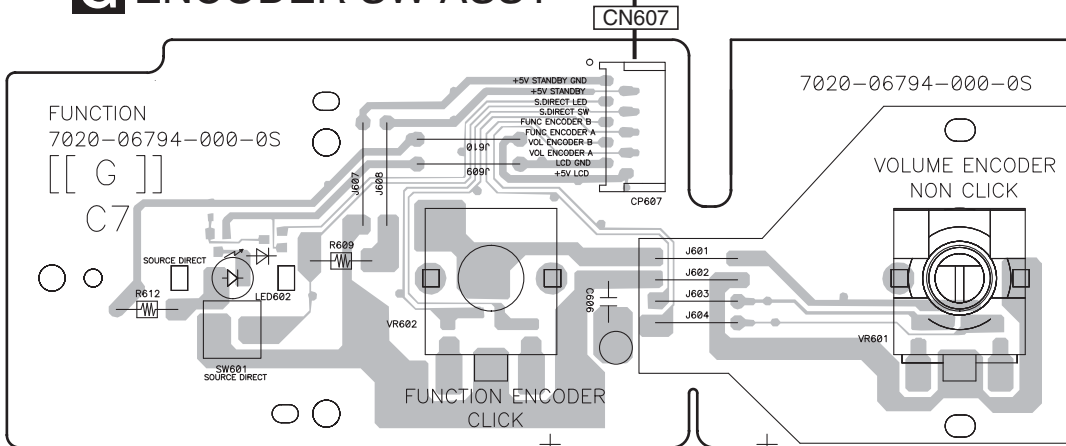 G ENCODER SW ASSY
CN607
FUNCTION
7020-06794-000-0S
[[ G ]]
C7
+5V STANDBY GND
+5V STANDBY
S.DIRECT LED
S.DIRECT SW
FUNC ENCODER B
FUNC ENCODER A
VOL ENCODER B
VOL ENCODER A
LCD GND
+5V LCD
CP607
7020-06794-000-0S
VOLUME ENCODER
NON CLICK
J610
J609
J607
J608
R609
SOURCE DIRECT
LED602
R612
SW601
SOURCE DIRECT
VR602
FUNCTION ENCODER
CLICK
C606
J601
J602
J603
J604
VR601